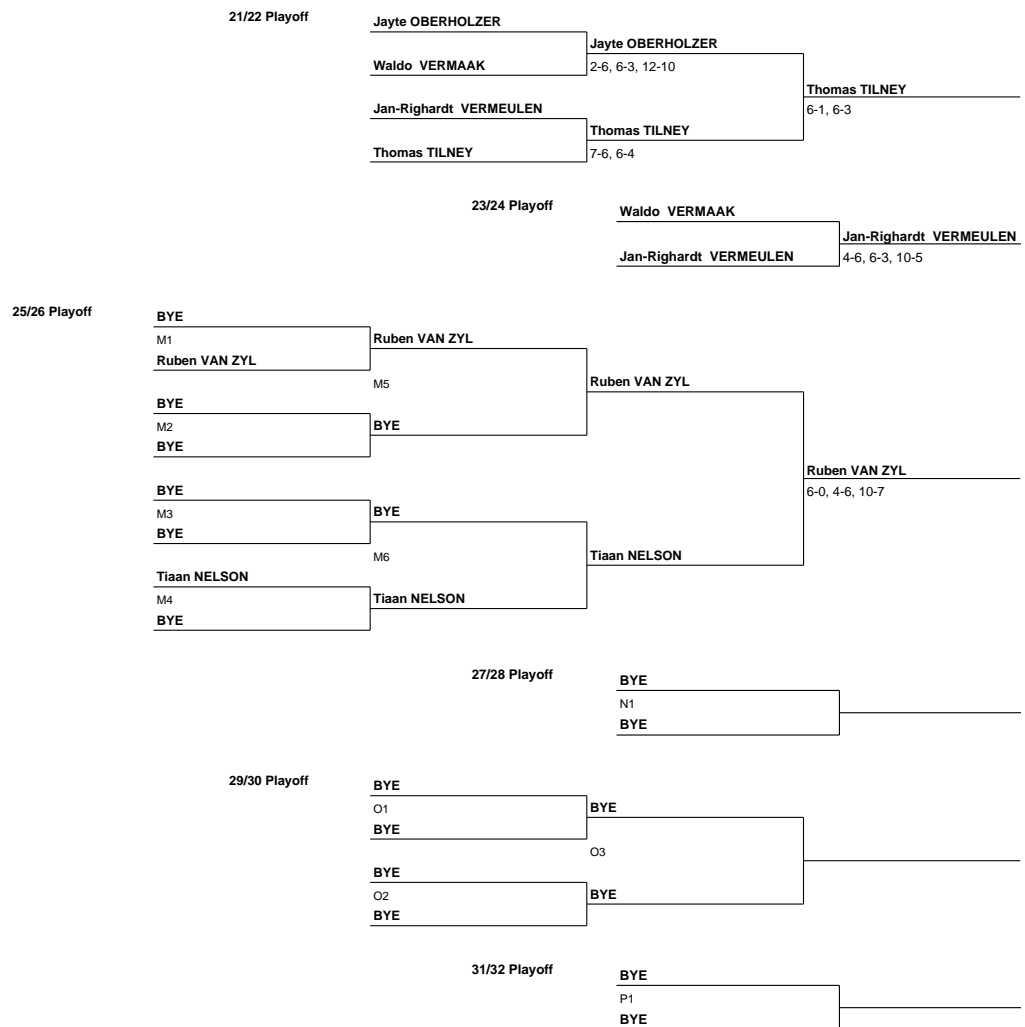 21/22 Playoff
Jayte OBERHOLZER
Jayte OBERHOLZER
Waldo VERMAAK
2-6, 6-3, 12-10
Thomas TILNEY
6-1, 6-3
Jan-Righardt VERMEULEN
Thomas TILNEY
Thomas TILNEY
7-6, 6-4
23/24 Playoff
Waldo VERMAAK
Jan-Righardt VERMEULEN
Jan-Righardt VERMEULEN
4-6, 6-3, 10-5
25/26 Playoff
BYE
M1
Ruben VAN ZYL
Ruben VAN ZYL
M5
Ruben VAN ZYL
BYE
M2
BYE
BYE
Ruben VAN ZYL
6-0, 4-6, 10-7
BYE
M3
BYE
BYE
M6
Tiaan NELSON
Tiaan NELSON
M4
Tiaan NELSON
BYE
27/28 Playoff
BYE
N1
BYE
29/30 Playoff
BYE
O1
BYE
BYE
O3
BYE
O2
BYE
BYE
31/32 Playoff
BYE
P1
BYE